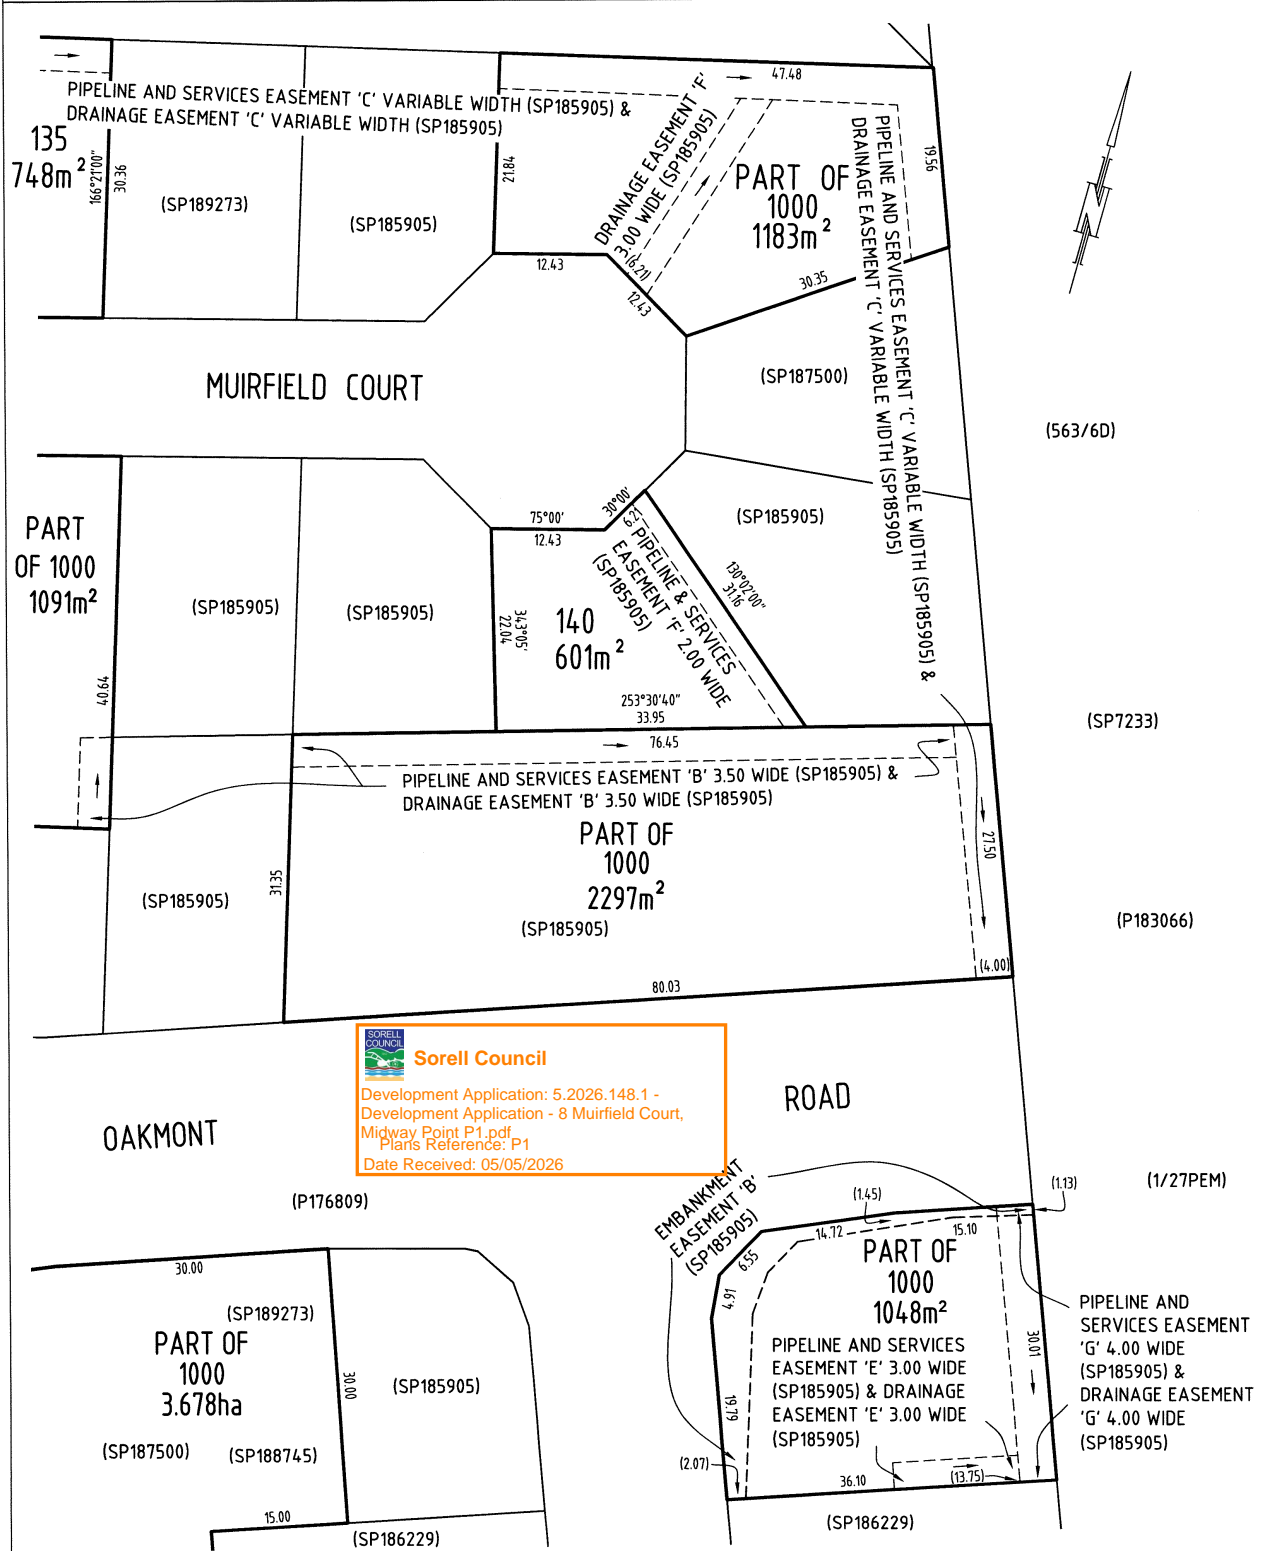 47.48
PIPELINE AND SERVICES EASEMENT 'C' VARIABLE WIDTH (SP185905) &
DRAINAGE EASEMENT 'C' VARIABLE WIDTH (SP185905)
135
748m²
166°21'00"
30.36
(SP189273)
(SP185905)
21.84
DRAINAGE EASEMENT 'F'
3.00 WIDE (SP185905)
PART OF
1000
1183m²
19.56
PIPELINE AND SERVICES EASEMENT 'C' VARIABLE WIDTH (SP185905) &
DRAINAGE EASEMENT 'C' VARIABLE WIDTH (SP185905)
12.43
(6.21)
12.43
30.35
MUIRFIELD COURT
(SP187500)
(563/6D)
PART
OF 1000
1091m²
40.64
(SP185905)
(SP185905)
75°00'
12.43
30°00'
6.21
PIPELINE & SERVICES
EASEMENT 'F' 2.00 WIDE
(SP185905)
(SP185905)
130°02'00"
31.16
343°05'
22.04
140
601m²
253°30'40"
33.95
(SP7233)
76.45
PIPELINE AND SERVICES EASEMENT 'B' 3.50 WIDE (SP185905) &
DRAINAGE EASEMENT 'B' 3.50 WIDE (SP185905)
PART OF
1000
2297m²
(SP185905)
27.50
31.35
(SP185905)
(P183066)
(4.00)
80.03
SORELL
COUNCIL
Sorell Council
Development Application: 5.2026.148.1 -
Development Application - 8 Muirfield Court,
Midway Point P1.pdf
Plans Reference: P1
Date Received: 05/05/2026
OAKMONT
ROAD
(P176809)
(1/27PEM)
EMBANKMENT
EASEMENT 'B'
(SP185905)
(1.45)
(1.13)
14.72
15.10
6.55
4.91
PART OF
1000
1048m²
30.01
PIPELINE AND SERVICES
EASEMENT 'E' 3.00 WIDE
(SP185905) & DRAINAGE
EASEMENT 'E' 3.00 WIDE
(SP185905)
PIPELINE AND
SERVICES EASEMENT
'G' 4.00 WIDE
(SP185905) &
DRAINAGE EASEMENT
'G' 4.00 WIDE
(SP185905)
19.79
(2.07)
36.10
(13.75)
(SP186229)
30.00
(SP189273)
PART OF
1000
3.678ha
30.00
(SP185905)
(SP187500)
(SP188745)
15.00
(SP186229)